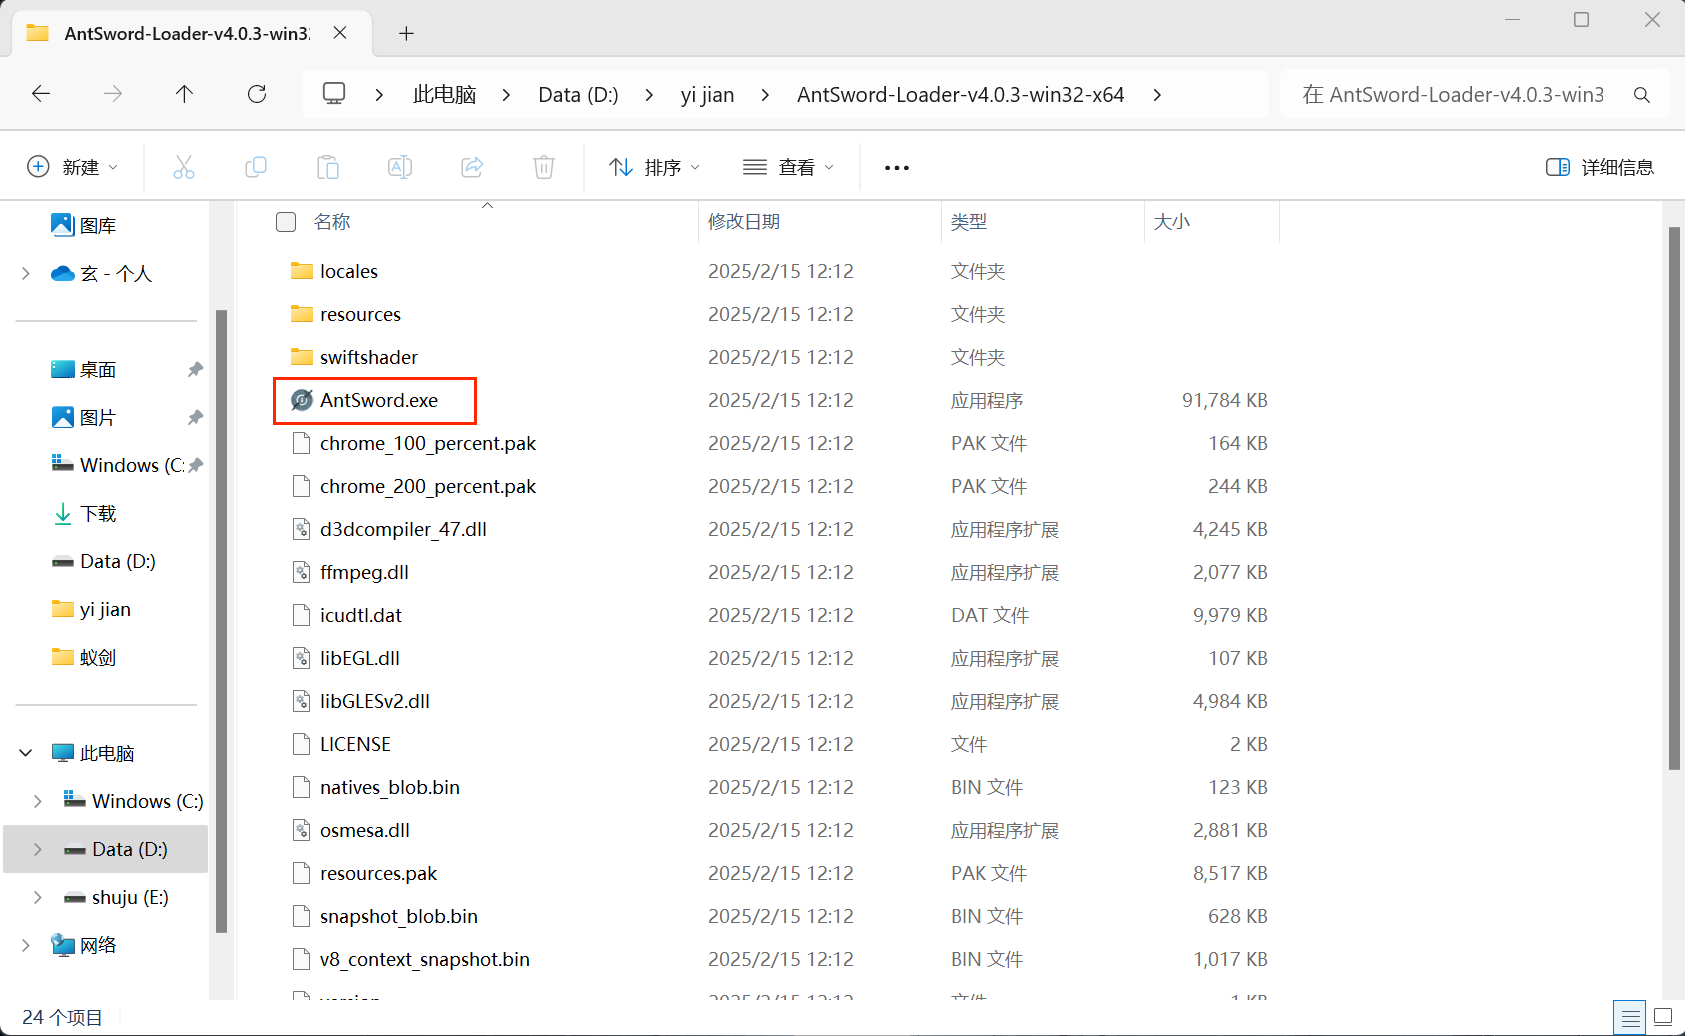 AntSword-Loader-v4.0.3-win32
此电脑 Data (D:) yi jian AntSword-Loader-v4.0.3-win32-x64
在 AntSword-Loader-v4.0.3-win3
新建 排序 查看 ••• 详细信息
图库
玄 - 个人
桌面
图片
Windows (C:
下载
Data (D:)
yi jian
蚁剑
此电脑
Windows (C:)
Data (D:)
shuju (E:)
网络
名称 修改日期 类型 大小
locales 2025/2/15 12:12 文件夹
resources 2025/2/15 12:12 文件夹
swiftshader 2025/2/15 12:12 文件夹
AntSword.exe 2025/2/15 12:12 应用程序 91,784 KB
chrome_100_percent.pak 2025/2/15 12:12 PAK 文件 164 KB
chrome_200_percent.pak 2025/2/15 12:12 PAK 文件 244 KB
d3dcompiler_47.dll 2025/2/15 12:12 应用程序扩展 4,245 KB
ffmpeg.dll 2025/2/15 12:12 应用程序扩展 2,077 KB
icudtl.dat 2025/2/15 12:12 DAT 文件 9,979 KB
libEGL.dll 2025/2/15 12:12 应用程序扩展 107 KB
libGLESv2.dll 2025/2/15 12:12 应用程序扩展 4,984 KB
LICENSE 2025/2/15 12:12 文件 2 KB
natives_blob.bin 2025/2/15 12:12 BIN 文件 123 KB
osmesa.dll 2025/2/15 12:12 应用程序扩展 2,881 KB
resources.pak 2025/2/15 12:12 PAK 文件 8,517 KB
snapshot_blob.bin 2025/2/15 12:12 BIN 文件 628 KB
v8_context_snapshot.bin 2025/2/15 12:12 BIN 文件 1,017 KB
version 2025/2/15 12:12 文件 1 KB
24 个项目